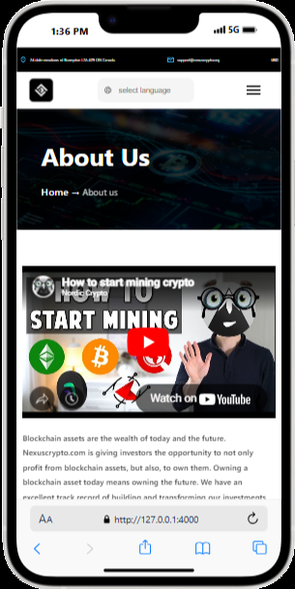 1:36 PM
5G
select language
About Us
Home → About us
How to start mining crypto
Nordic Crypto
START MINING
Watch on YouTube
Blockchain assets are the wealth of today and the future.
Nexuscrypto.com is giving investors the opportunity to not only
profit from blockchain assets, but also, to own them. Owning a
blockchain asset today means owning the future. We have an
excellent track record of building and transforming our investments
AA http://127.0.0.1:4000